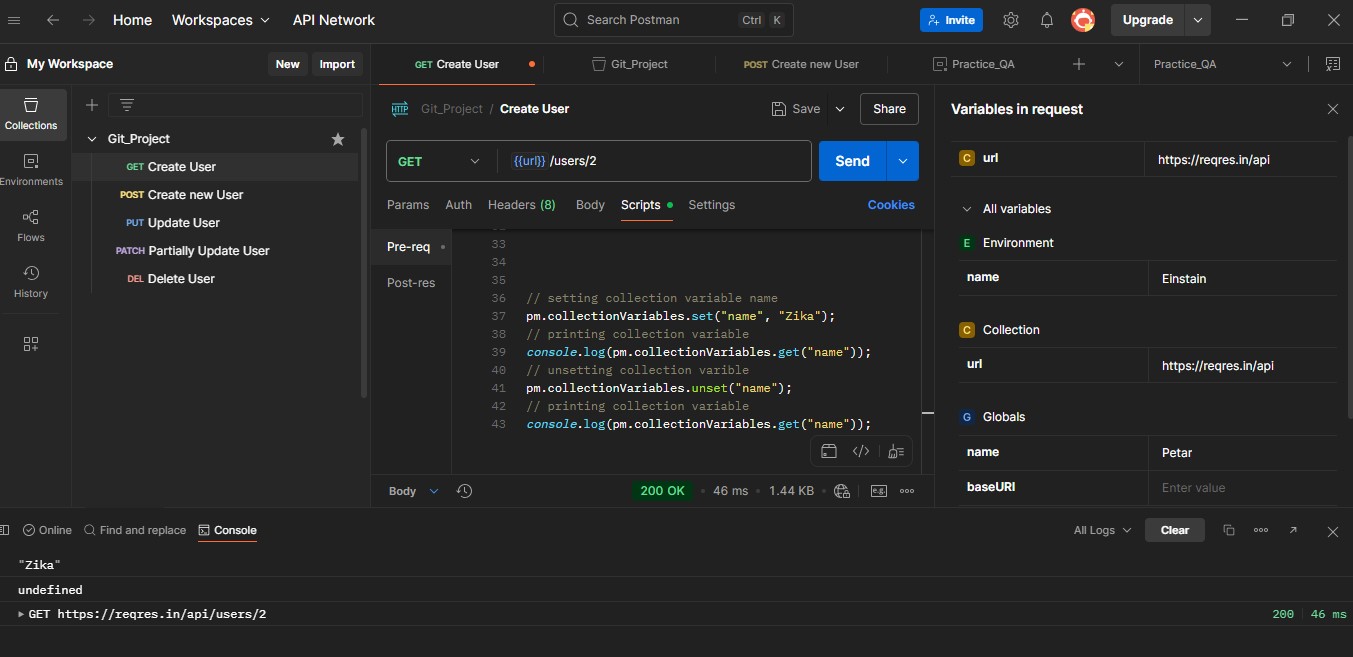 Home Workspaces API Network Search Postman Ctrl K Invite Upgrade
My Workspace New Import GET Create User Git_Project POST Create new User Practice_QA Practice_QA
Collections
Environments
Flows
History
Git_Project
GET Create User
POST Create new User
PUT Update User
PATCH Partially Update User
DEL Delete User
HTTP Git_Project / Create User Save Share
GET {{url}} /users/2 Send
Params Auth Headers (8) Body Scripts Settings Cookies
Pre-req
Post-res
33
34
35
36 // setting collection variable name
37 pm.collectionVariables.set("name", "Zika");
38 // printing collection variable
39 console.log(pm.collectionVariables.get("name"));
40 // unsetting collection varible
41 pm.collectionVariables.unset("name");
42 // printing collection variable
43 console.log(pm.collectionVariables.get("name"));
Body 200 OK 46 ms 1.44 KB e.g.
Variables in request
C url https://reqres.in/api
All variables
E Environment
name Einstain
C Collection
url https://reqres.in/api
G Globals
name Petar
baseURI Enter value
Online Find and replace Console All Logs Clear
"Zika"
undefined
GET https://reqres.in/api/users/2 200 46 ms